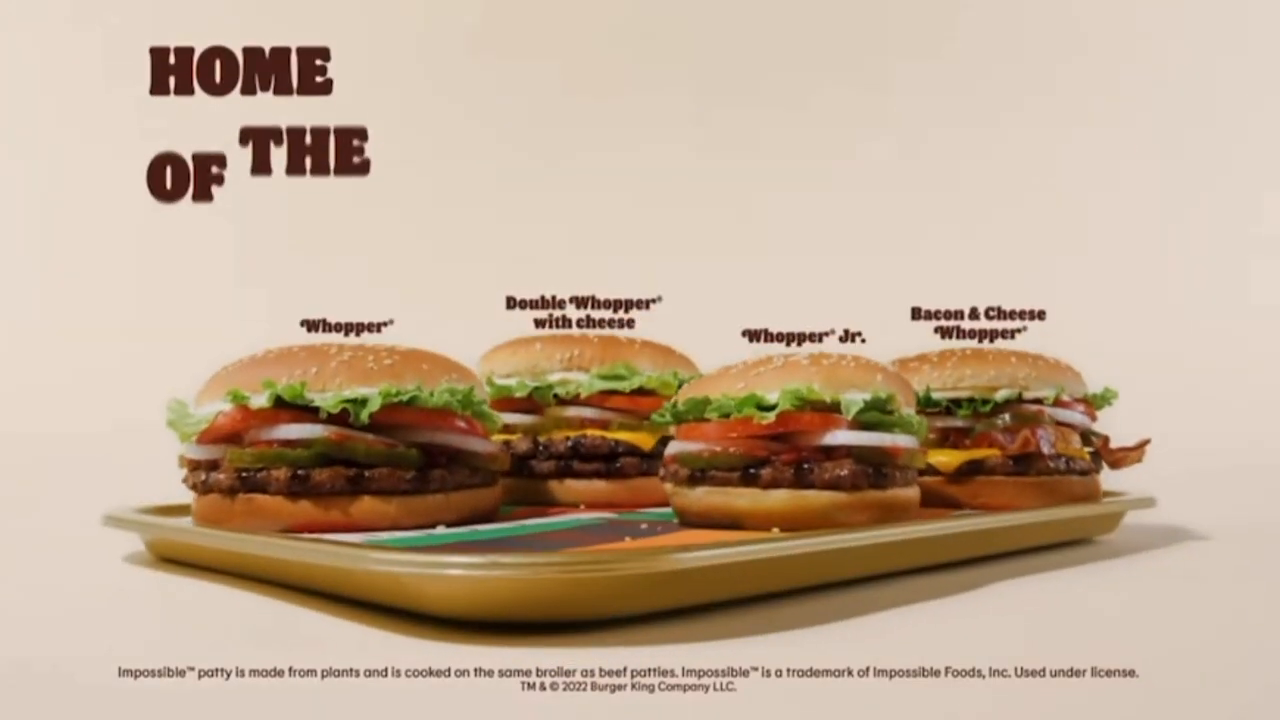 HOME
OF THE
Whopper®
Double Whopper®
with cheese
Whopper® Jr.
Bacon & Cheese
Whopper®
Impossible™ patty is made from plants and is cooked on the same broiler as beef patties. Impossible™ is a trademark of Impossible Foods, Inc. Used under license.
TM & © 2022 Burger King Company LLC.